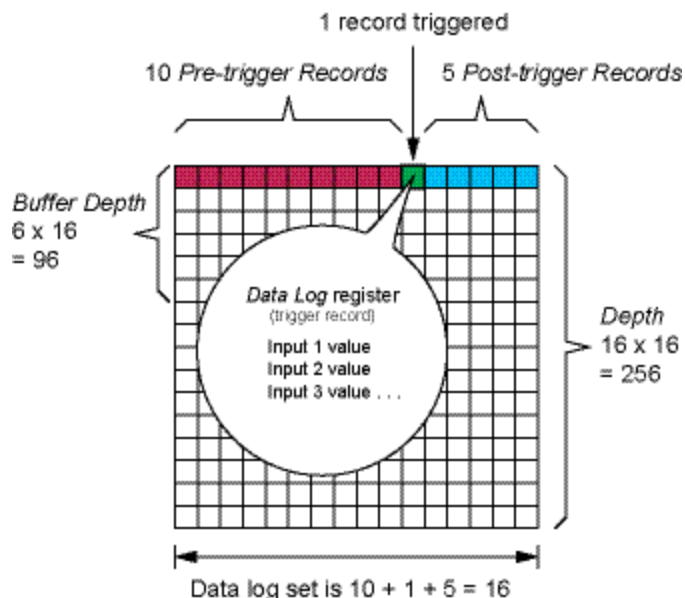 1 record triggered
10 Pre-trigger Records
5 Post-trigger Records
Buffer Depth
6 x 16
= 96
Data Log register
(trigger record)
Input 1 value
Input 2 value
Input 3 value . . .
Depth
16 x 16
= 256
Data log set is 10 + 1 + 5 = 16